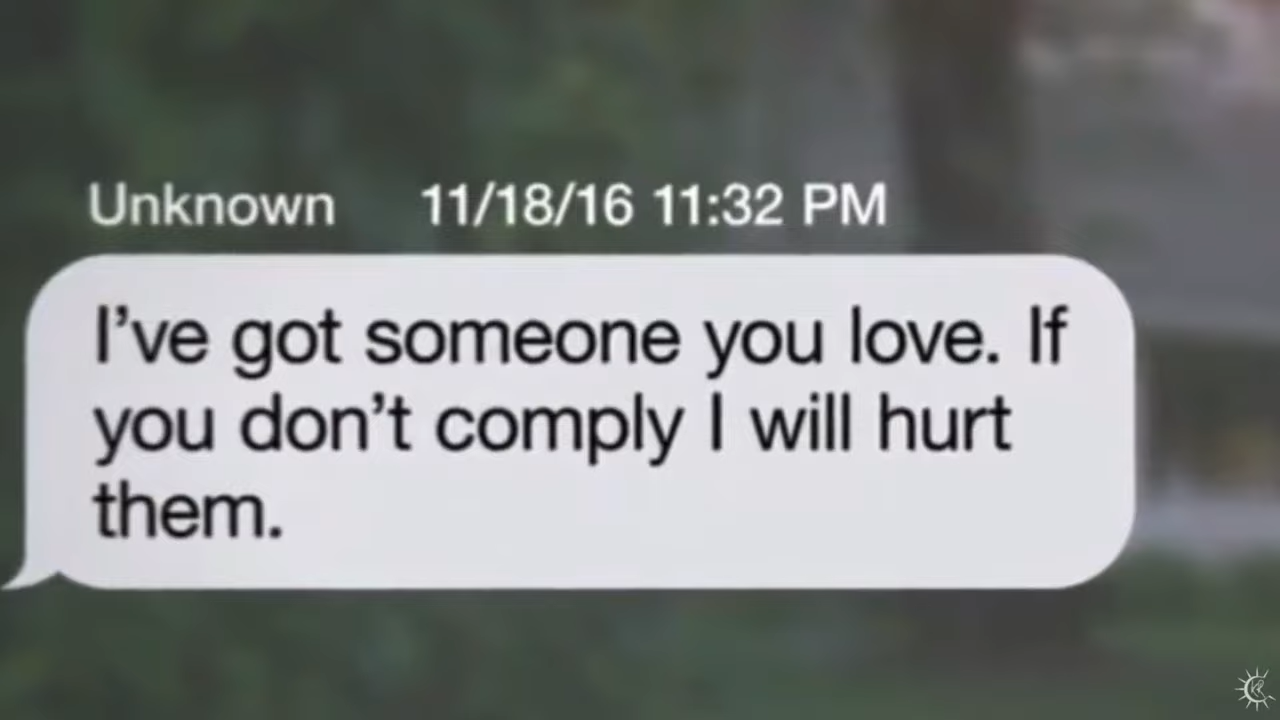 Unknown 11/18/16 11:32 PM
I’ve got someone you love. If
you don’t comply I will hurt
them.